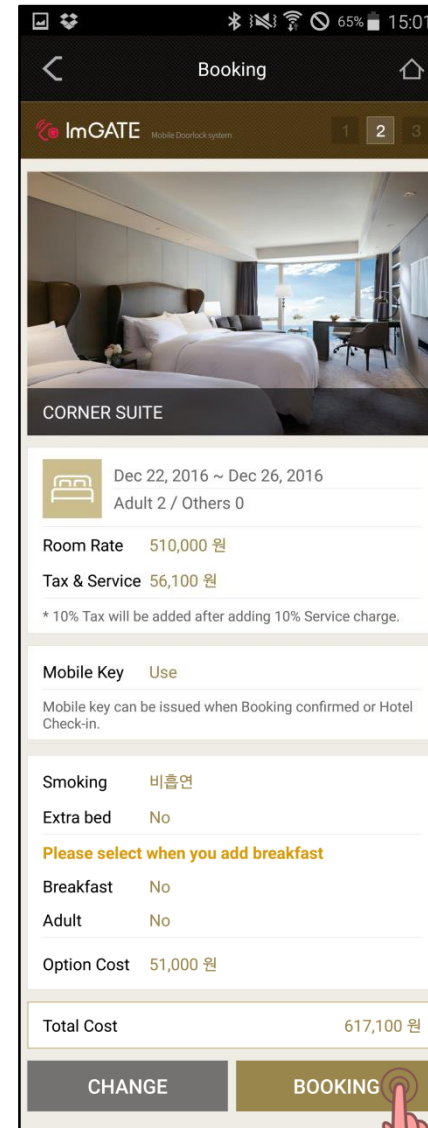 65% 15:01
Booking
ImGATE Mobile Doorlock system 1 2 3
CORNER SUITE
Dec 22, 2016 ~ Dec 26, 2016
Adult 2 / Others 0
Room Rate 510,000 원
Tax & Service 56,100 원
* 10% Tax will be added after adding 10% Service charge.
Mobile Key Use
Mobile key can be issued when Booking confirmed or Hotel
Check-in.
Smoking 비흡연
Extra bed No
Please select when you add breakfast
Breakfast No
Adult No
Option Cost 51,000 원
Total Cost 617,100 원
CHANGE BOOKING